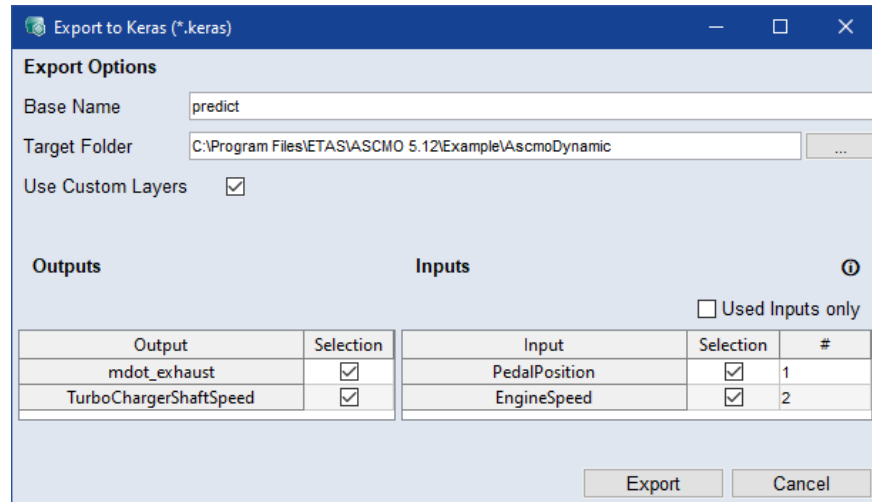 Export to Keras (*.keras)
Export Options
Base Name predict
Target Folder C:\Program Files\ETAS\ASCMO 5.12\Example\AscmoDynamic ...
Use Custom Layers
Outputs Inputs
Used Inputs only
Output Selection Input Selection #
mdot_exhaust PedalPosition 1
TurboChargerShaftSpeed EngineSpeed 2
Export Cancel